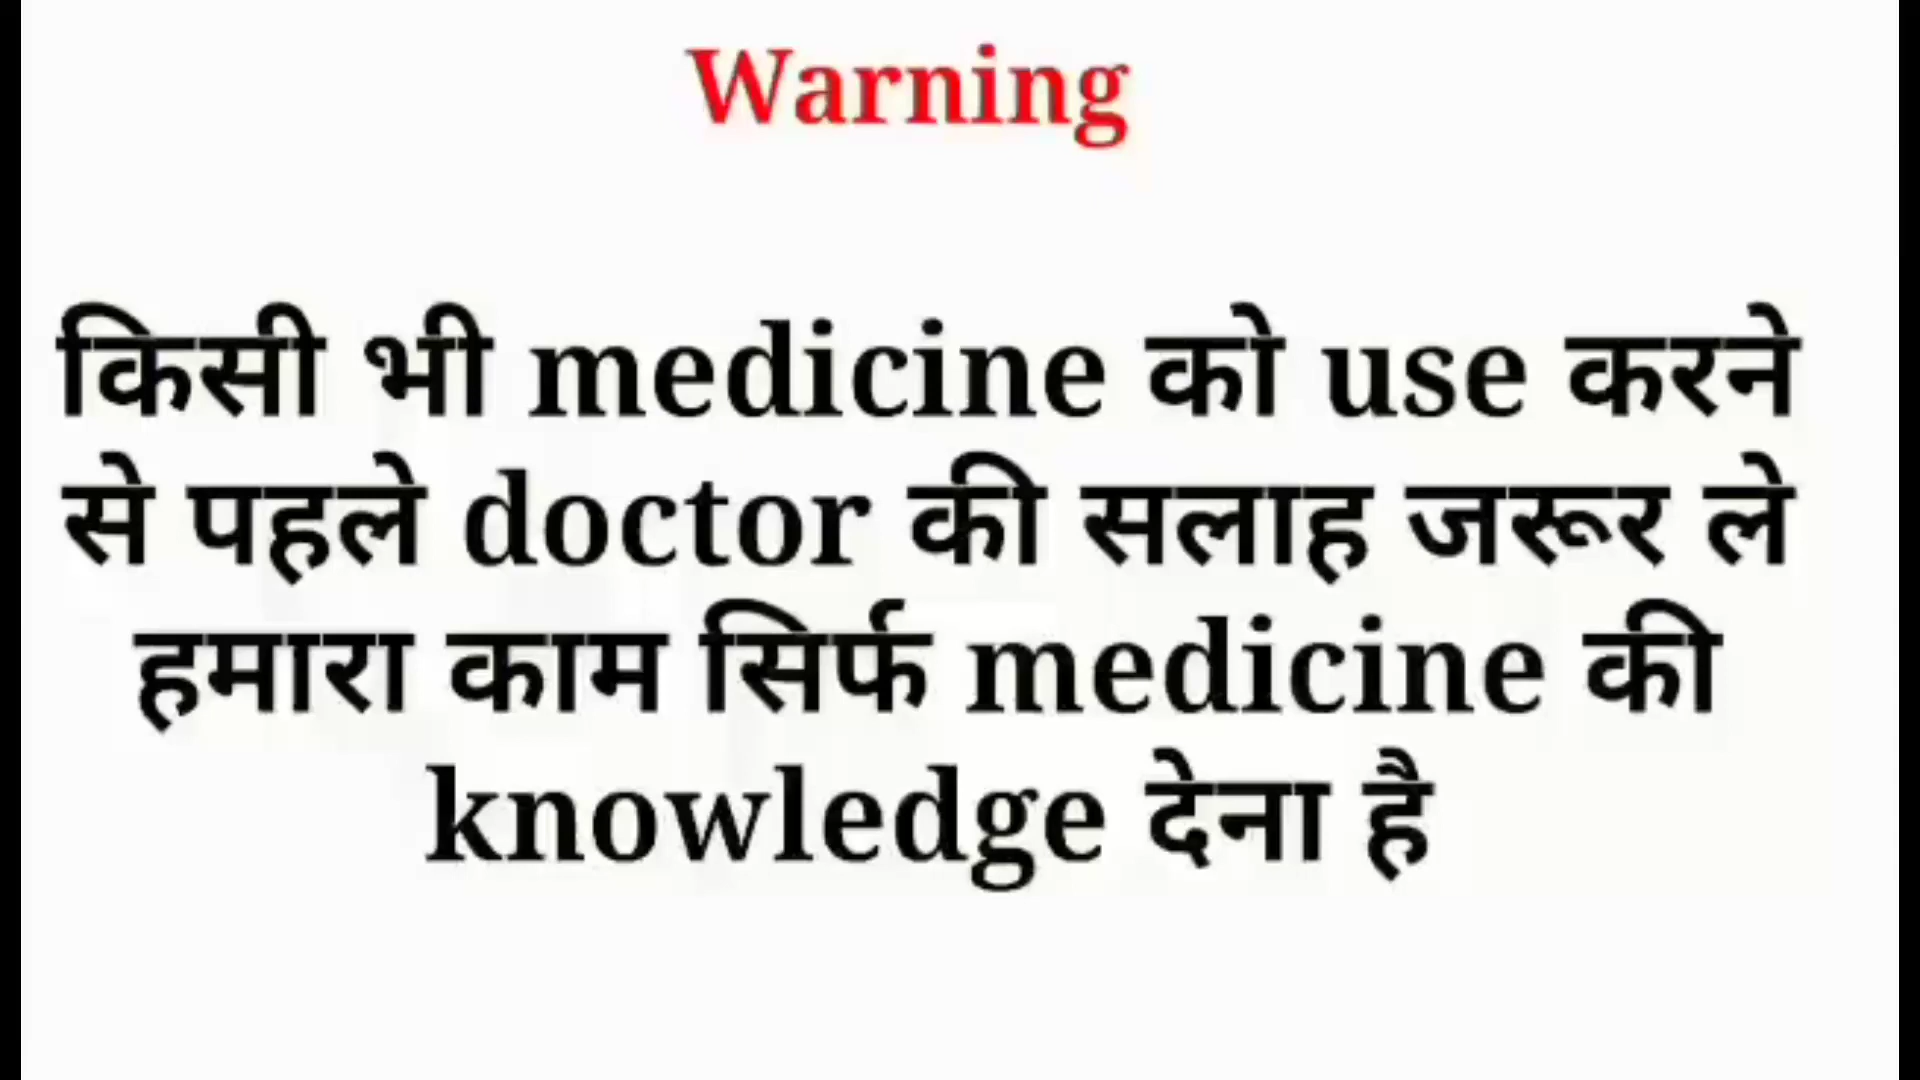 Warning
किसी भी medicine को use करने
से पहले doctor की सलाह जरूर ले
हमारा काम सिर्फ medicine की
knowledge देना है